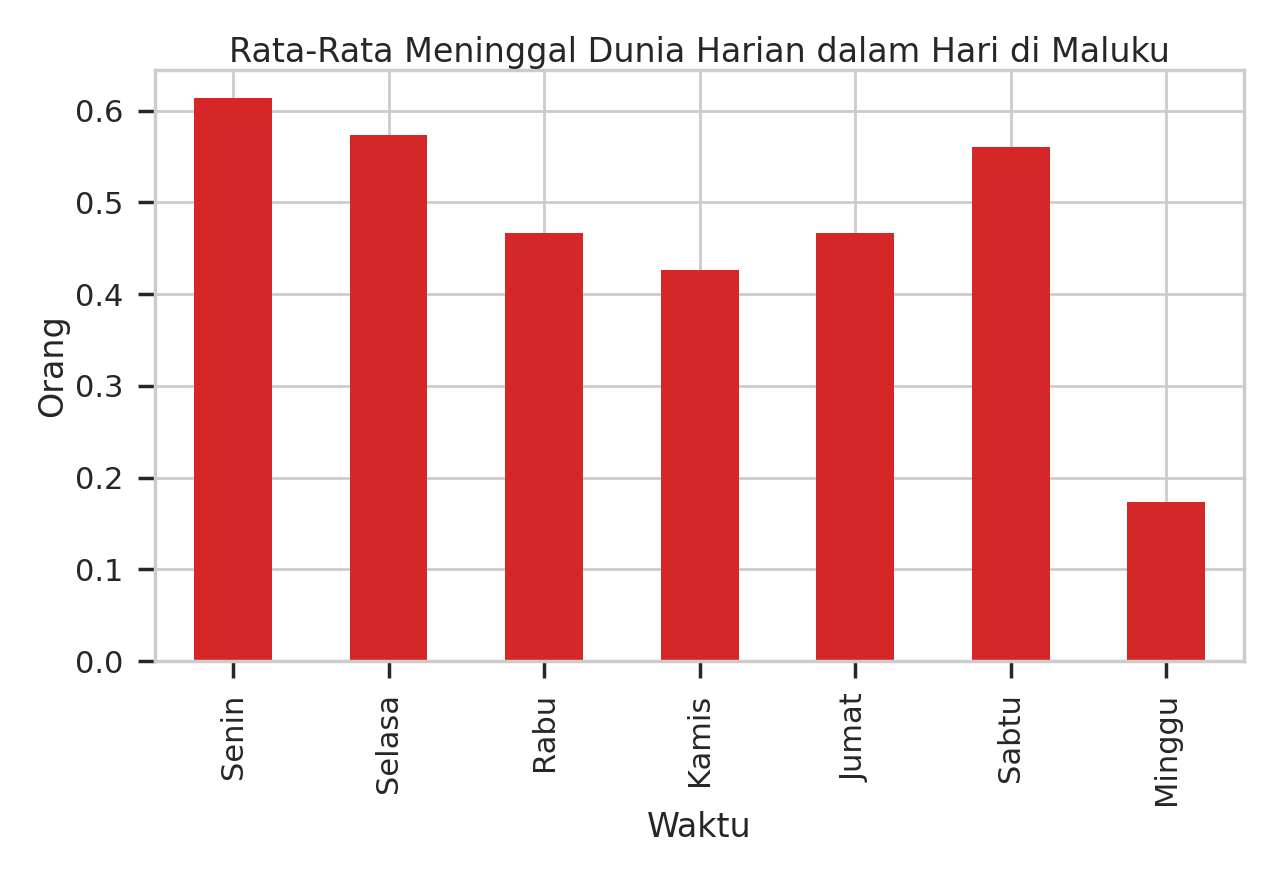 Rata-Rata Meninggal Dunia Harian dalam Hari di Maluku
0.6
0.5
0.4
0.3
0.2
0.1
0.0
Orang
Senin
Selasa
Rabu
Kamis
Jumat
Sabtu
Minggu
Waktu